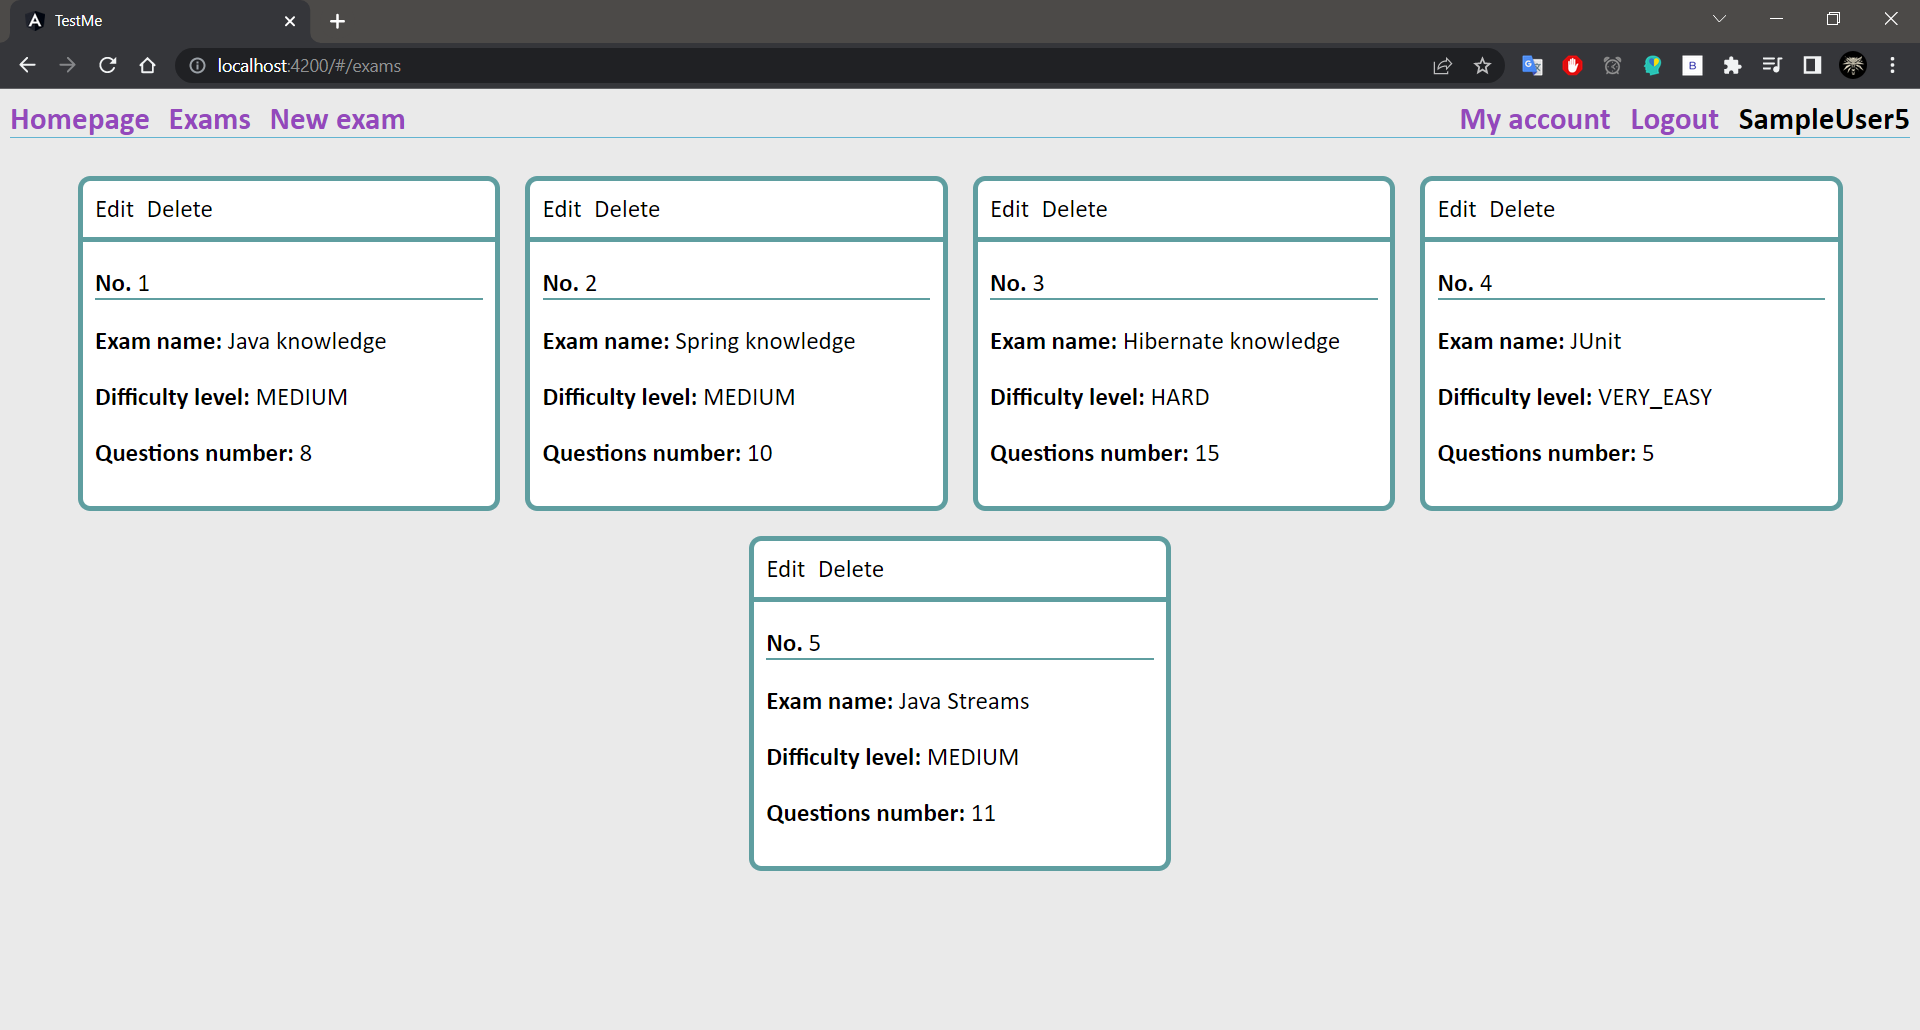 TestMe
localhost:4200/#/exams
Homepage Exams New exam My account Logout SampleUser5
Edit Delete
No. 1
Exam name: Java knowledge
Difficulty level: MEDIUM
Questions number: 8
Edit Delete
No. 2
Exam name: Spring knowledge
Difficulty level: MEDIUM
Questions number: 10
Edit Delete
No. 3
Exam name: Hibernate knowledge
Difficulty level: HARD
Questions number: 15
Edit Delete
No. 4
Exam name: JUnit
Difficulty level: VERY_EASY
Questions number: 5
Edit Delete
No. 5
Exam name: Java Streams
Difficulty level: MEDIUM
Questions number: 11